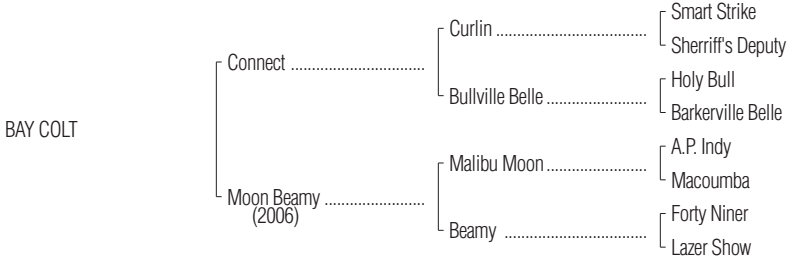 Smart Strike
Curlin ....................................
Sherriff's Deputy
Connect ................................
Holy Bull
Bullville Belle ........................
Barkerville Belle
BAY COLT
A.P. Indy
Malibu Moon ........................
Macoumba
Moon Beamy ........................
(2006)
Forty Niner
Beamy ..................................
Lazer Show